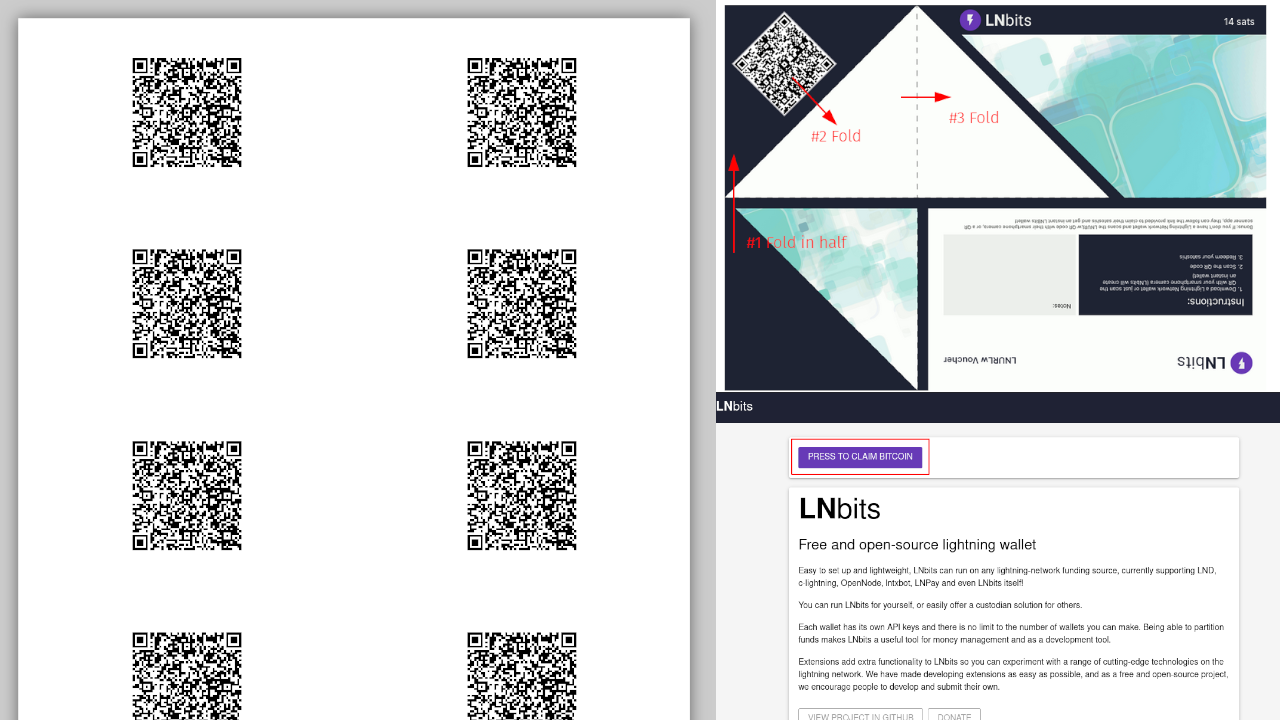 LNbits
14 sats
#2 Fold
#3 Fold
#1 Fold in half
Bonus: If you don't have a Lightning Network wallet and scans the LNURLw QR code with their smartphone camera, or a QR
scanner app, they can follow the link provided to claim their satoshis and get an instant LNbits wallet!
Instructions:
1. Download a Lightning Network wallet or just scan the
QR with your smartphone camera (LNbits will create
an instant wallet)
2. Scan the QR code
3. Redeem your satoshis
Notes:
LNbits
LNURLw Voucher
LNbits
PRESS TO CLAIM BITCOIN
LNbits
Free and open-source lightning wallet
Easy to set up and lightweight, LNbits can run on any lightning-network funding source, currently supporting LND,
c-lightning, OpenNode, lntxbot, LNPay and even LNbits itself!
You can run LNbits for yourself, or easily offer a custodian solution for others.
Each wallet has its own API keys and there is no limit to the number of wallets you can make. Being able to partition
funds makes LNbits a useful tool for money management and as a development tool.
Extensions add extra functionality to LNbits so you can experiment with a range of cutting-edge technologies on the
lightning network. We have made developing extensions as easy as possible, and as a free and open-source project,
we encourage people to develop and submit their own.
VIEW PROJECT IN GITHUB
DONATE